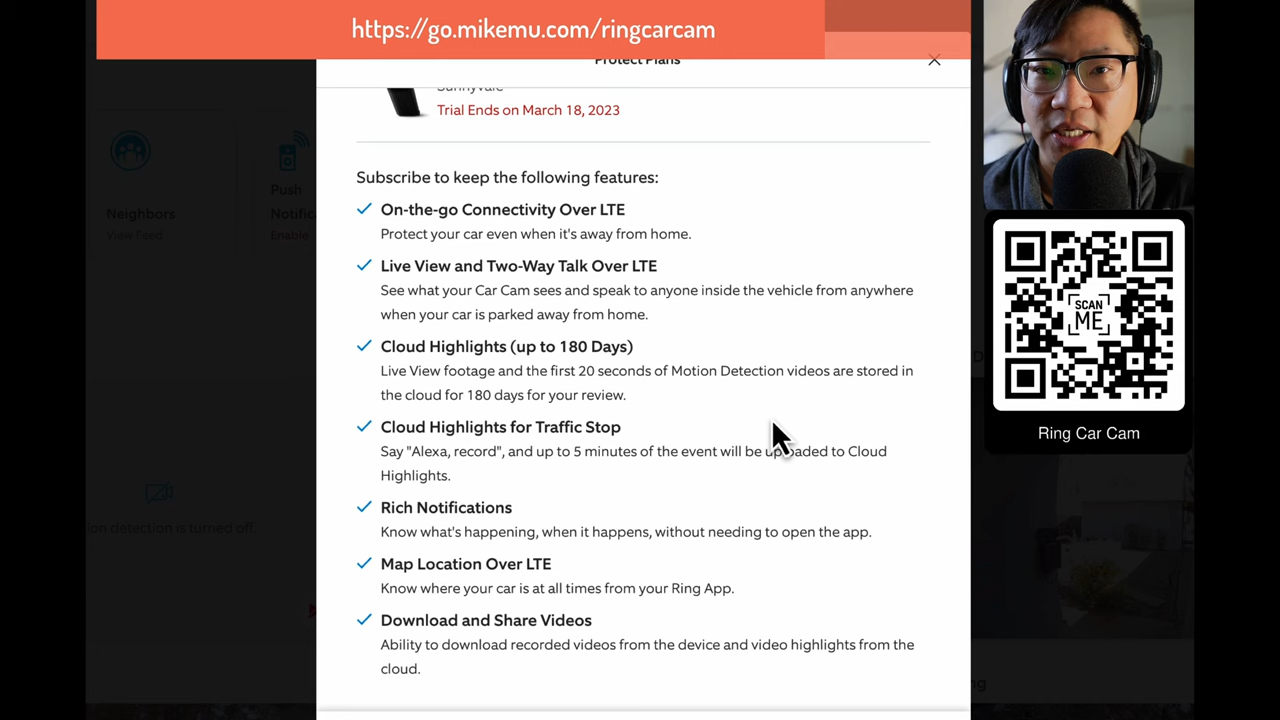 https://go.mikemu.com/ringcarcam
Protect Plans
Sunnyvale
Trial Ends on March 18, 2023
Neighbors
View Feed
Push
Notific
Enable
Subscribe to keep the following features:
On-the-go Connectivity Over LTE
Protect your car even when it's away from home.
Live View and Two-Way Talk Over LTE
See what your Car Cam sees and speak to anyone inside the vehicle from anywhere
when your car is parked away from home.
Cloud Highlights (up to 180 Days)
Live View footage and the first 20 seconds of Motion Detection videos are stored in
the cloud for 180 days for your review.
Cloud Highlights for Traffic Stop
Say "Alexa, record", and up to 5 minutes of the event will be uploaded to Cloud
Highlights.
Rich Notifications
Know what's happening, when it happens, without needing to open the app.
Map Location Over LTE
Know where your car is at all times from your Ring App.
Download and Share Videos
Ability to download recorded videos from the device and video highlights from the
cloud.
ion detection is turned off.
SCAN
ME
Ring Car Cam